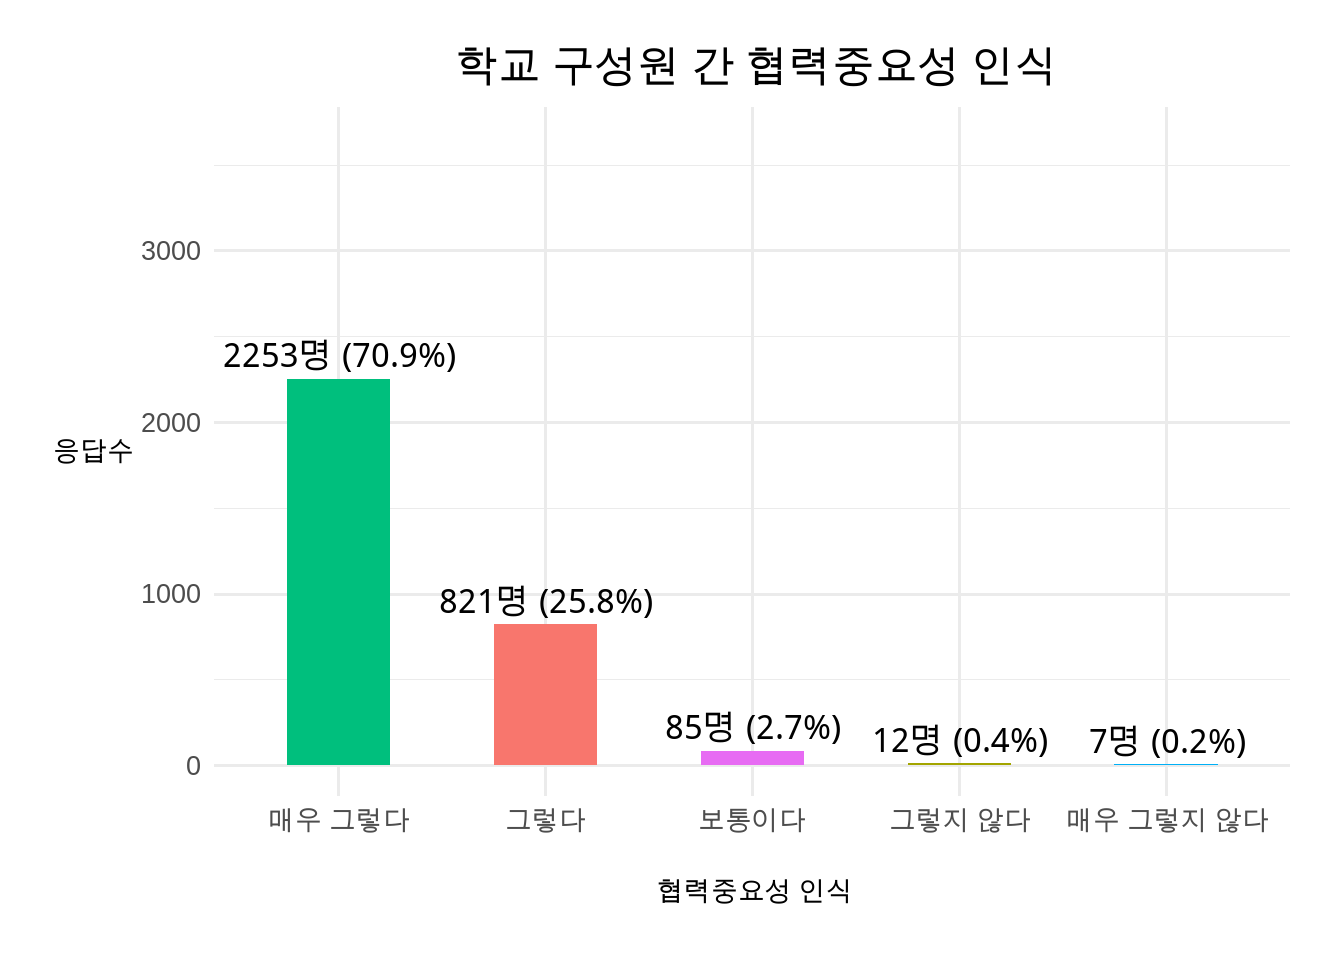 학교 구성원 간 협력중요성 인식
3000
2253명 (70.9%)
2000
응답수
821명 (25.8%)
1000
85명 (2.7%)
12명 (0.4%)
7명 (0.2%)
0
매우 그렇다
그렇다
보통이다
그렇지 않다
매우 그렇지 않다
협력중요성 인식